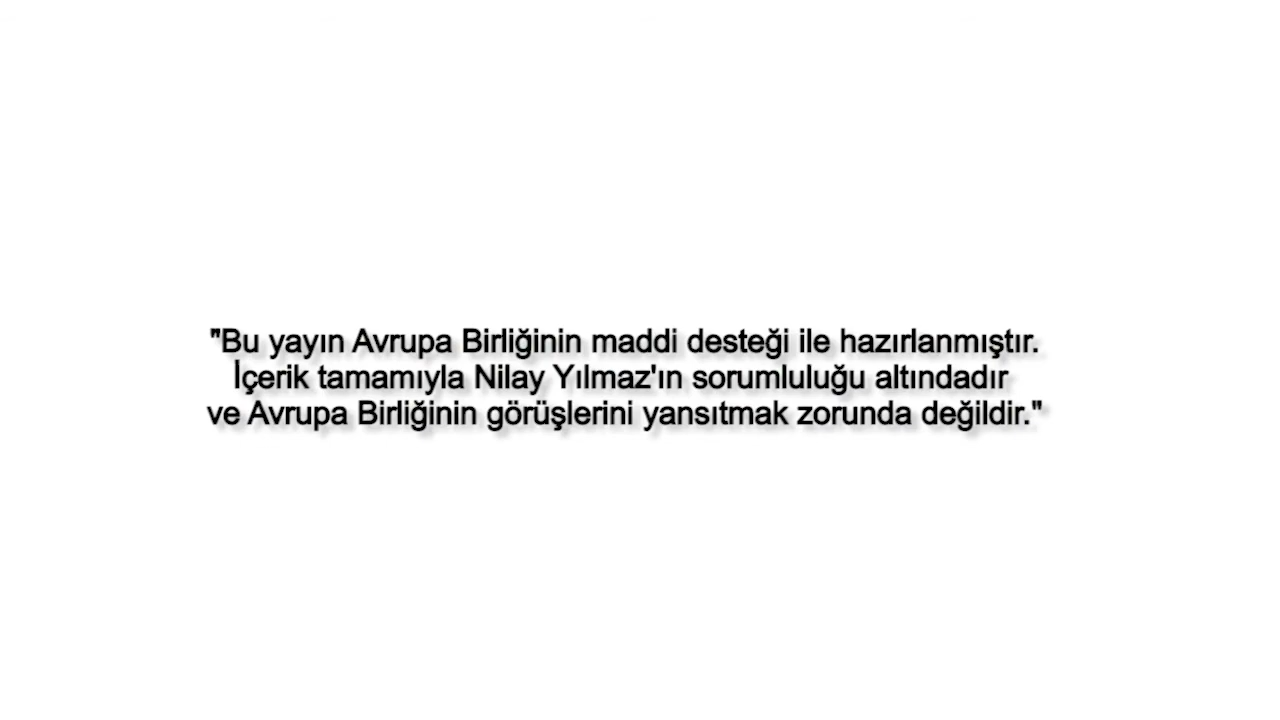 "Bu yayın Avrupa Birliğinin maddi desteği ile hazırlanmıştır.
İçerik tamamıyla Nilay Yılmaz'ın sorumluluğu altındadır
ve Avrupa Birliğinin görüşlerini yansıtmak zorunda değildir."